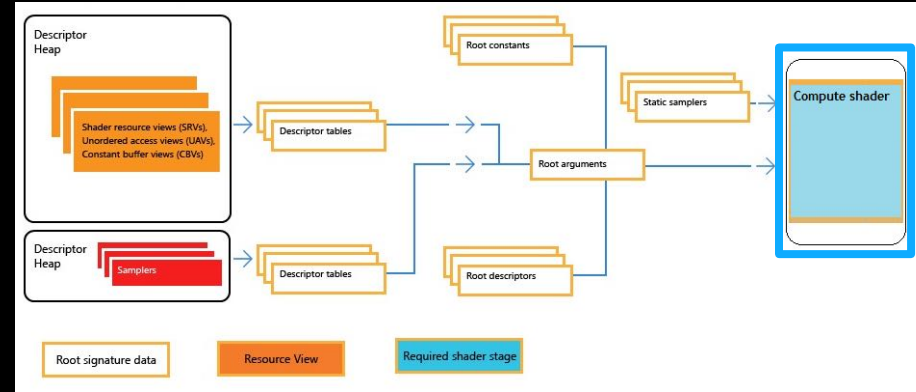 Descriptor
Heap
Shader resource views (SRVs),
Unordered access views (UAVs),
Constant buffer views (CBVs)
Descriptor tables
Root constants
Static samplers
Compute shader
Root arguments
Descriptor
Heap
Samplers
Descriptor tables
Root descriptors
Root signature data
Resource View
Required shader stage